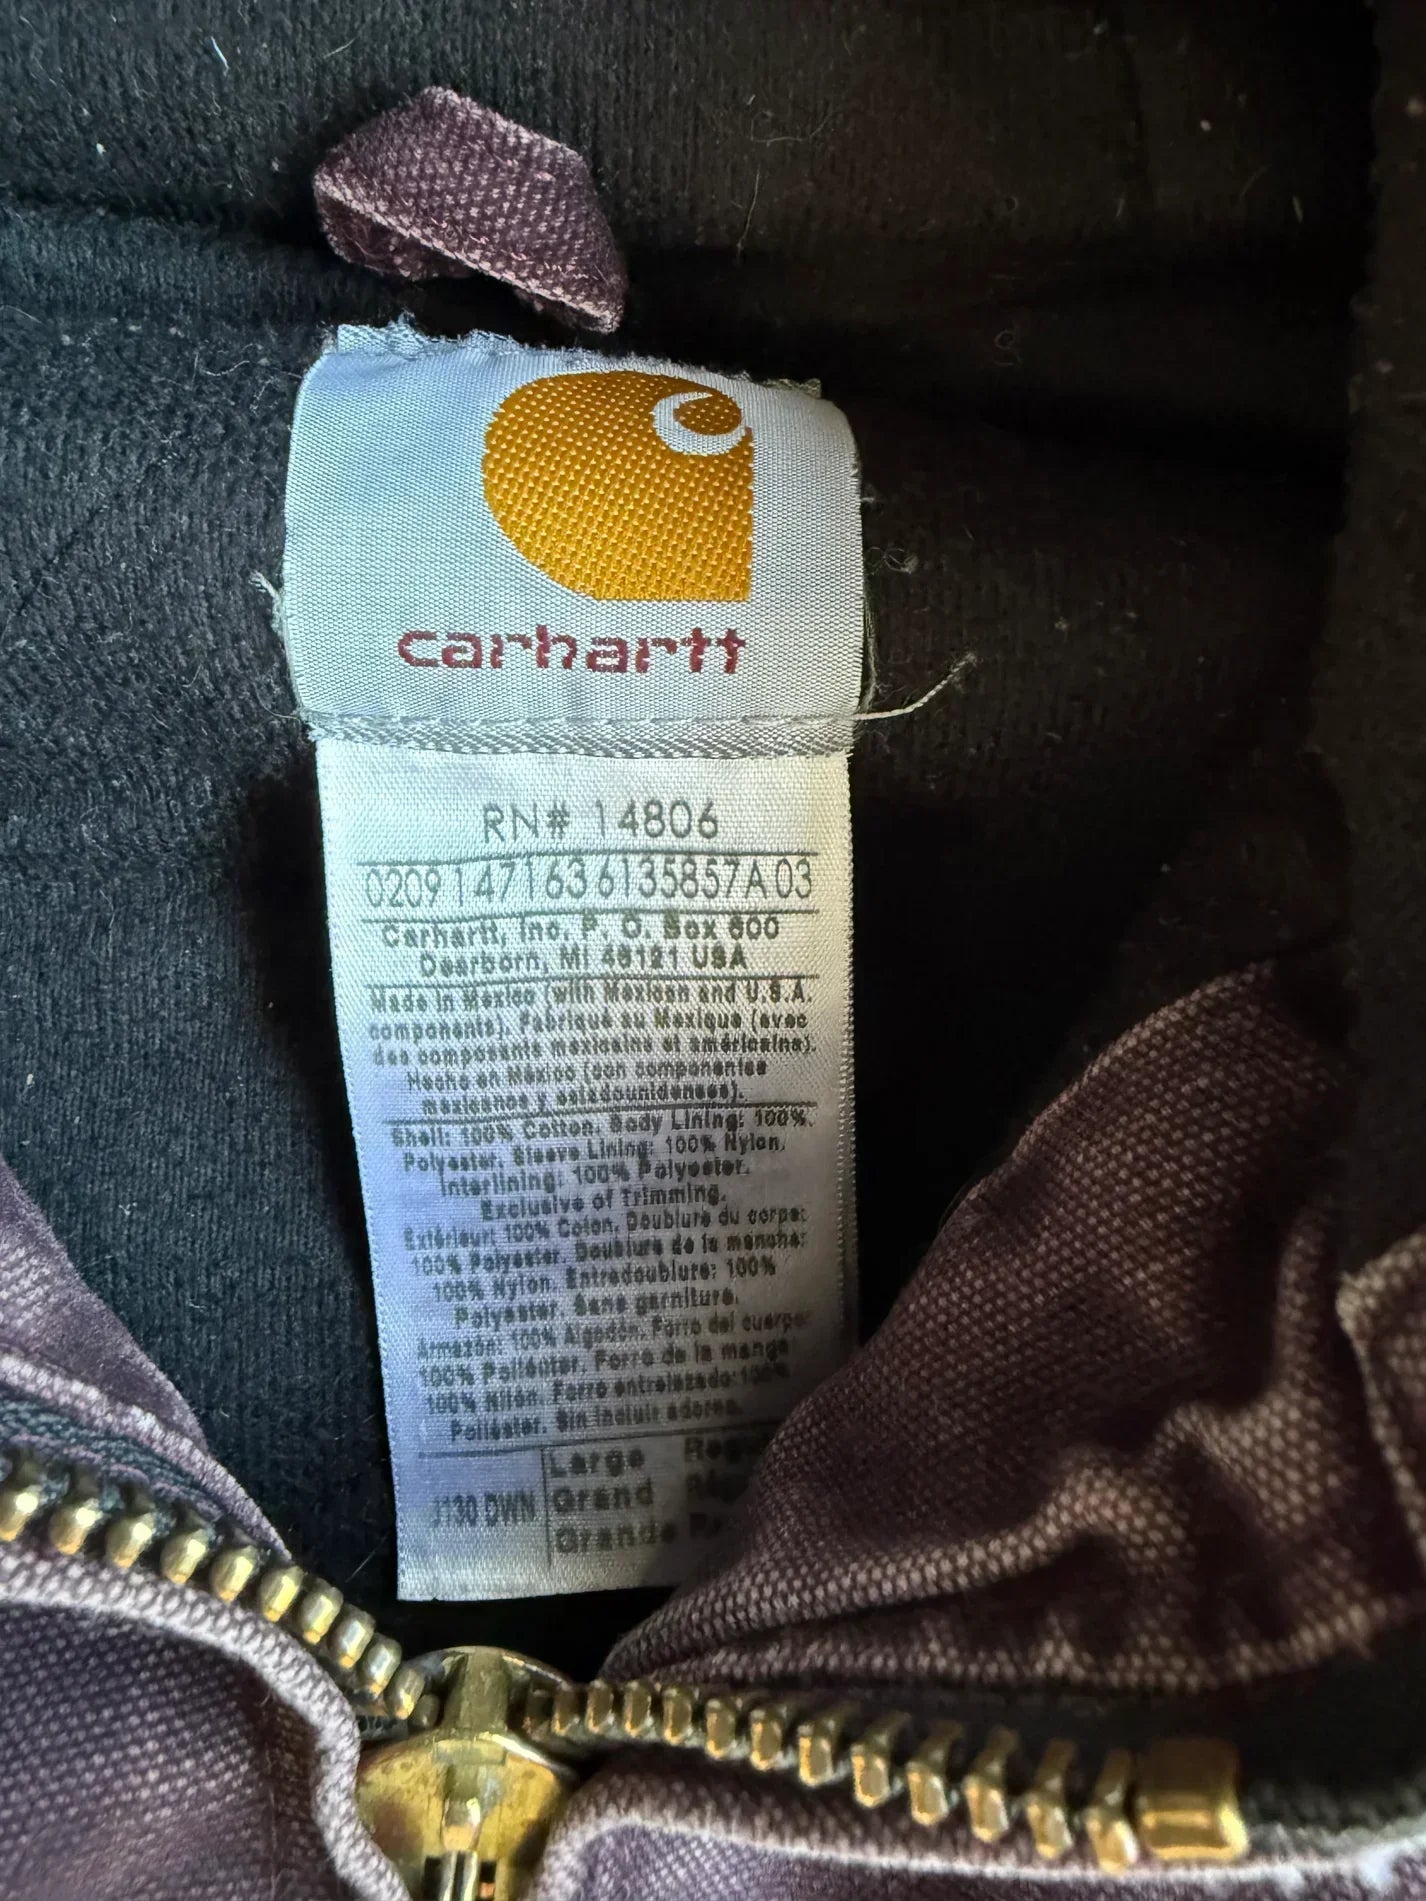 carhartt
RN# 14806
0209 147163 6135857A 03
Carhartt, Inc. P. O. Box 600
Dearborn, MI 48121 USA
Made in Mexico (with Mexican and U.S.A.
components). Fabriqué au Mexique (avec
des composants mexicains et américains).
Hecho en México (con componentes
mexicanos y estadounidenses).
Shell: 100% Cotton. Body Lining: 100%
Polyester. Sleeve Lining: 100% Nylon.
Interlining: 100% Polyester.
Exclusive of Trimming.
Extérieur: 100% Coton. Doublure du corps:
100% Polyester. Doublure de la manche:
100% Nylon. Entredoublure: 100%
Polyester. Sans garniture.
Armazón: 100% Algodón. Forro del cuerpo:
100% Poliéster. Forro de la manga
100% Nilón. Forro entrelazado: 100%
Poliéster. Sin incluir adorno.
J130 DWN
Large
Grand
Grande